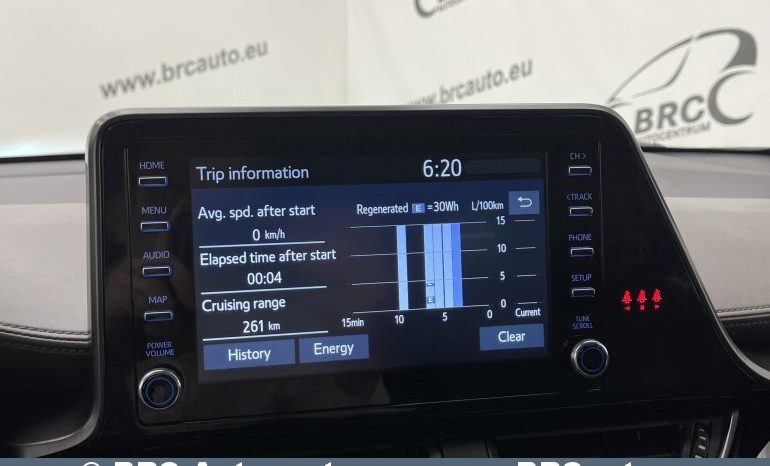 www.brcauto.eu
www.brcauto.eu
BRC
AUTOCENTRUM
HOME
MENU
AUDIO
MAP
POWER
VOLUME
Trip information 6:20
Avg. spd. after start
0 km/h
Elapsed time after start
00:04
Cruising range
261 km
Regenerated E =30Wh L/100km
15
10
5
0
15min 10 5 0 Current
E
History Energy Clear
CH >
< TRACK
PHONE
SETUP
TUNE
SCROLL